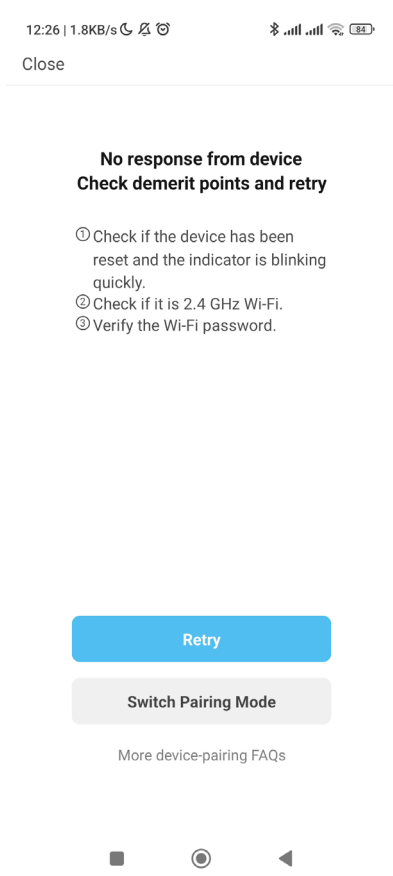 12:26 | 1.8KB/s
84
Close
No response from device
Check demerit points and retry
① Check if the device has been
reset and the indicator is blinking
quickly.
② Check if it is 2.4 GHz Wi-Fi.
③ Verify the Wi-Fi password.
Retry
Switch Pairing Mode
More device-pairing FAQs